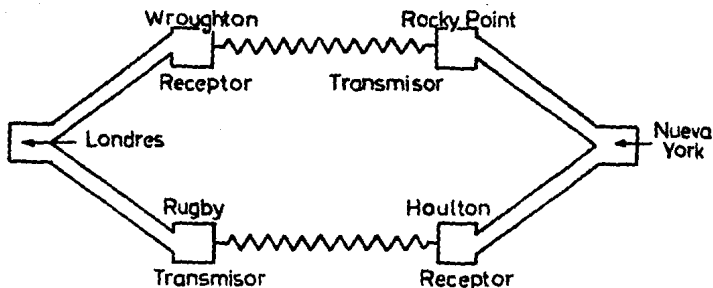 Wroughton
Rocky Point
Receptor
Transmisor
Londres
Nueva
York
Rugby
Houlton
Transmisor
Receptor